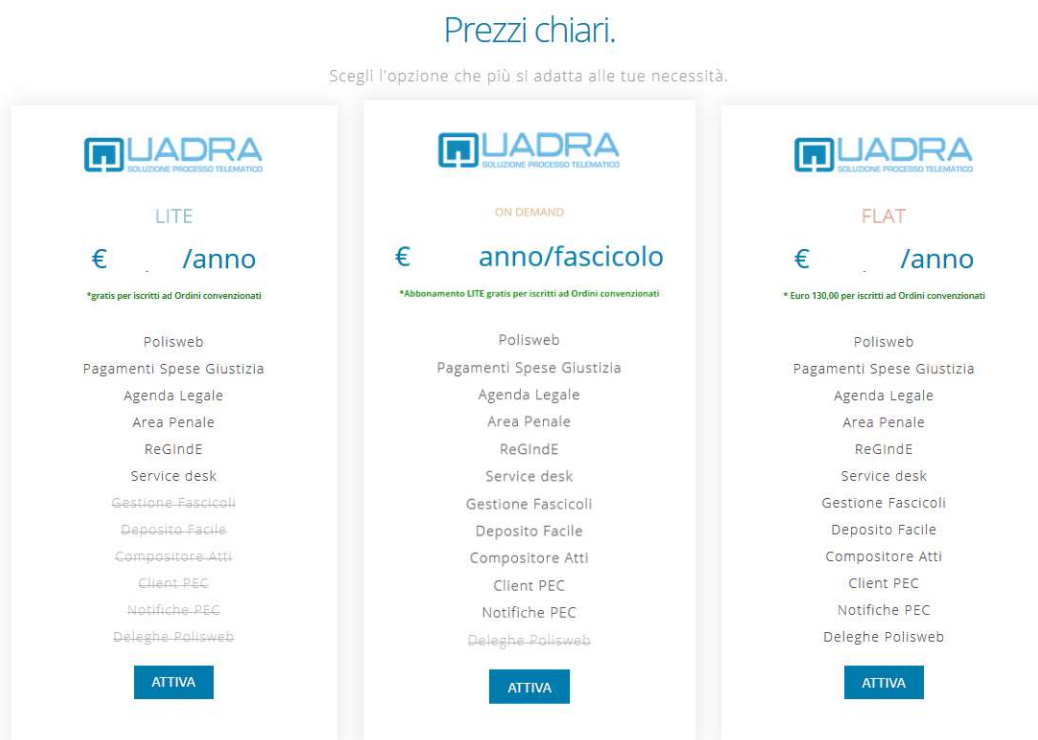 Prezzi chiari.
Scegli l'opzione che più si adatta alle tue necessità.
QUADRA
SOLUZIONE PROCESSO TELEMATICO
LITE
€ /anno
*gratis per iscritti ad Ordini convenzionati
Polisweb
Pagamenti Spese Giustizia
Agenda Legale
Area Penale
ReGIndE
Service desk
Gestione Fascicoli
Deposito Facile
Compositore Atti
Client PEC
Notifiche PEC
Deleghe Polisweb
ATTIVA
QUADRA
SOLUZIONE PROCESSO TELEMATICO
ON DEMAND
€ anno/fascicolo
*Abbonamento LITE gratis per iscritti ad Ordini convenzionati
Polisweb
Pagamenti Spese Giustizia
Agenda Legale
Area Penale
ReGIndE
Service desk
Gestione Fascicoli
Deposito Facile
Compositore Atti
Client PEC
Notifiche PEC
Deleghe Polisweb
ATTIVA
QUADRA
SOLUZIONE PROCESSO TELEMATICO
FLAT
€ /anno
* Euro 130,00 per iscritti ad Ordini convenzionati
Polisweb
Pagamenti Spese Giustizia
Agenda Legale
Area Penale
ReGIndE
Service desk
Gestione Fascicoli
Deposito Facile
Compositore Atti
Client PEC
Notifiche PEC
Deleghe Polisweb
ATTIVA